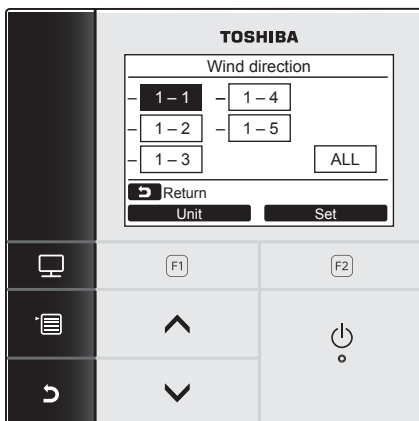 TOSHIBA
Wind direction
– 1 – 1 – 1 – 4
– 1 – 2 – 1 – 5
– 1 – 3 ALL
Return
Unit Set
F1 F2